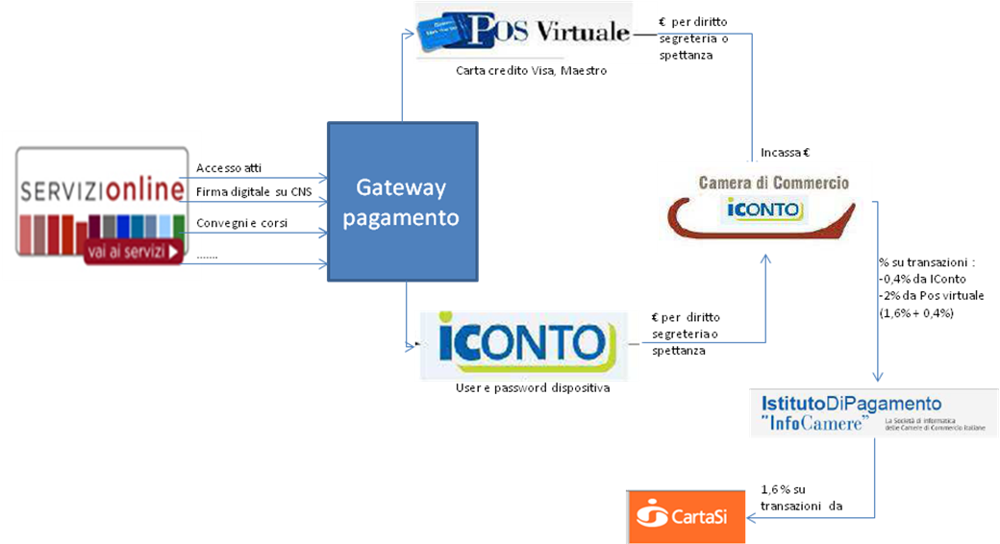 POS Virtuale
Carta credito Visa, Maestro
€ per diritto
segreteria o
spettanza
Incassa €
SERVIZIonline
vai ai servizi
Accesso atti
Firma digitale su CNS
Convegni e corsi
.......
Gateway
pagamento
Camera di Commercio
iCONTO
% su transazioni :
-0,4% da IConto
-2% da Pos virtuale
(1,6% + 0,4%)
iCONTO
User e password dispositiva
€ per diritto
segreteria o
spettanza
IstitutoDiPagamento
"InfoCamere"
La Società di Informatica
delle Camere di Commercio Italiane
1,6% su
transazioni da
CartaSi